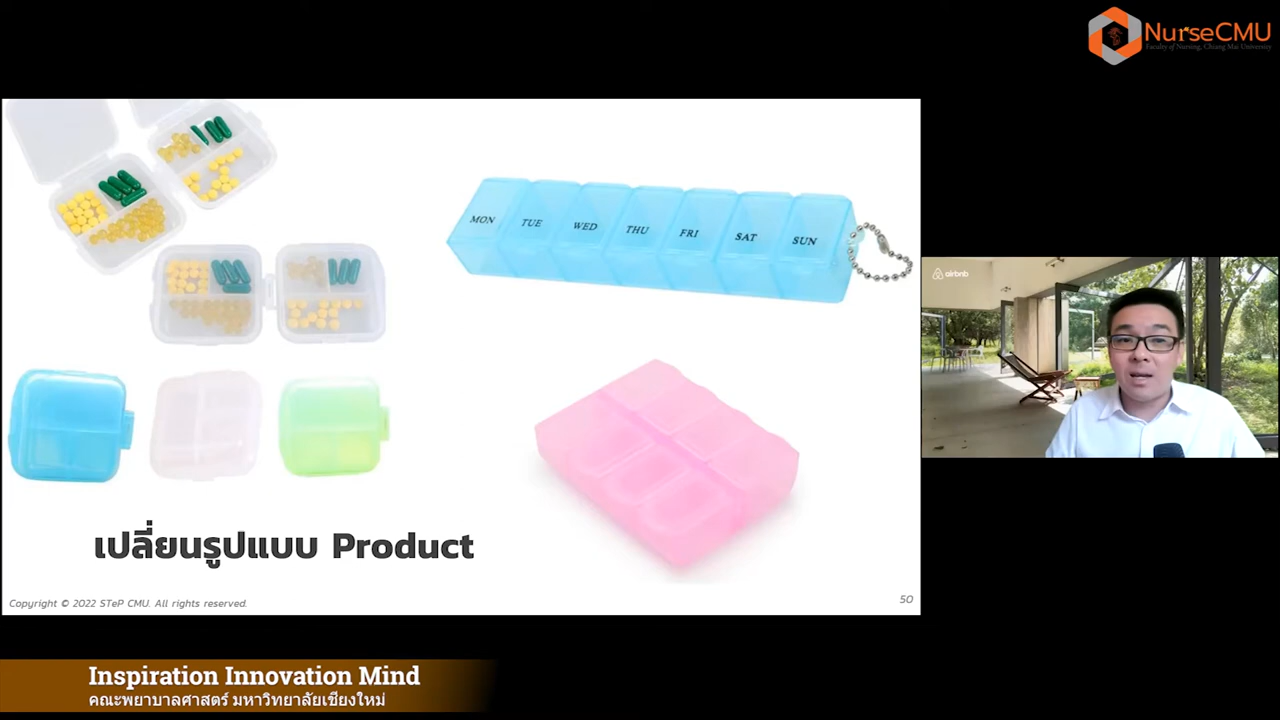 NurseCMU
Faculty of Nursing, Chiang Mai University
MON TUE WED THU FRI SAT SUN
airbnb
เปลี่ยนรูปแบบ Product
Copyright © 2022 STeP CMU. All rights reserved.
50
Inspiration Innovation Mind
คณะพยาบาลศาสตร์ มหาวิทยาลัยเชียงใหม่